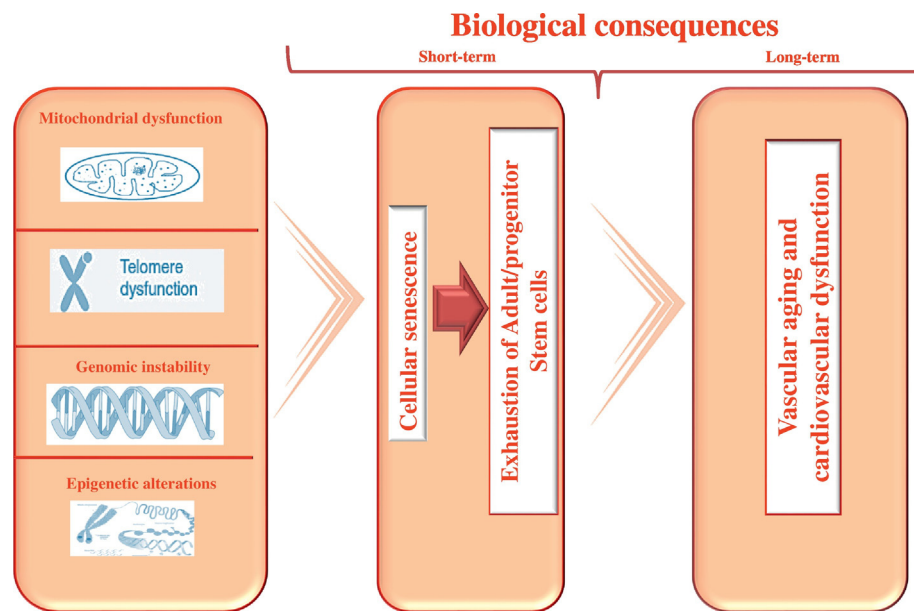 Biological consequences
Short-term
Long-term
Mitochondrial dysfunction
Telomere
dysfunction
Genomic instability
Epigenetic alterations
Cellular senescence
Exhaustion of Adult/progenitor
Stem cells
Vascular aging and
cardiovascular dysfunction